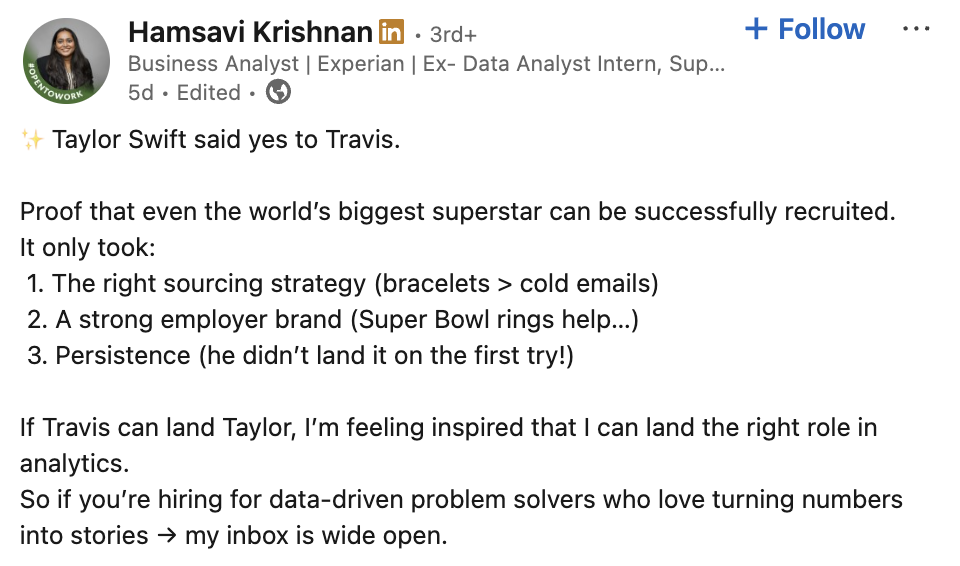 Hamsavi Krishnan in • 3rd+
+ Follow ...
Business Analyst | Experian | Ex- Data Analyst Intern, Sup...
5d • Edited •
#OPENTOWORK
✨ Taylor Swift said yes to Travis.
Proof that even the world’s biggest superstar can be successfully recruited.
It only took:
1. The right sourcing strategy (bracelets > cold emails)
2. A strong employer brand (Super Bowl rings help...)
3. Persistence (he didn’t land it on the first try!)
If Travis can land Taylor, I’m feeling inspired that I can land the right role in
analytics.
So if you’re hiring for data-driven problem solvers who love turning numbers
into stories → my inbox is wide open.